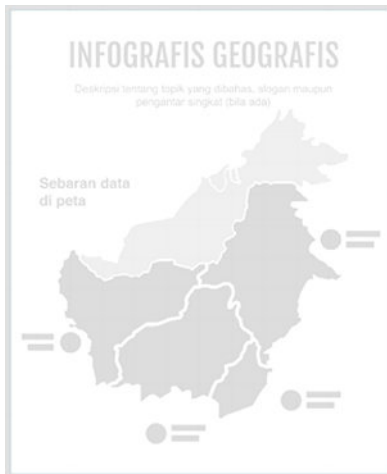 INFOGRAFIS GEOGRAFIS
Deskripsi tentang topik yang dibahas, slogan maupun
pengantar singkat (bila ada)
Sebaran data
di peta